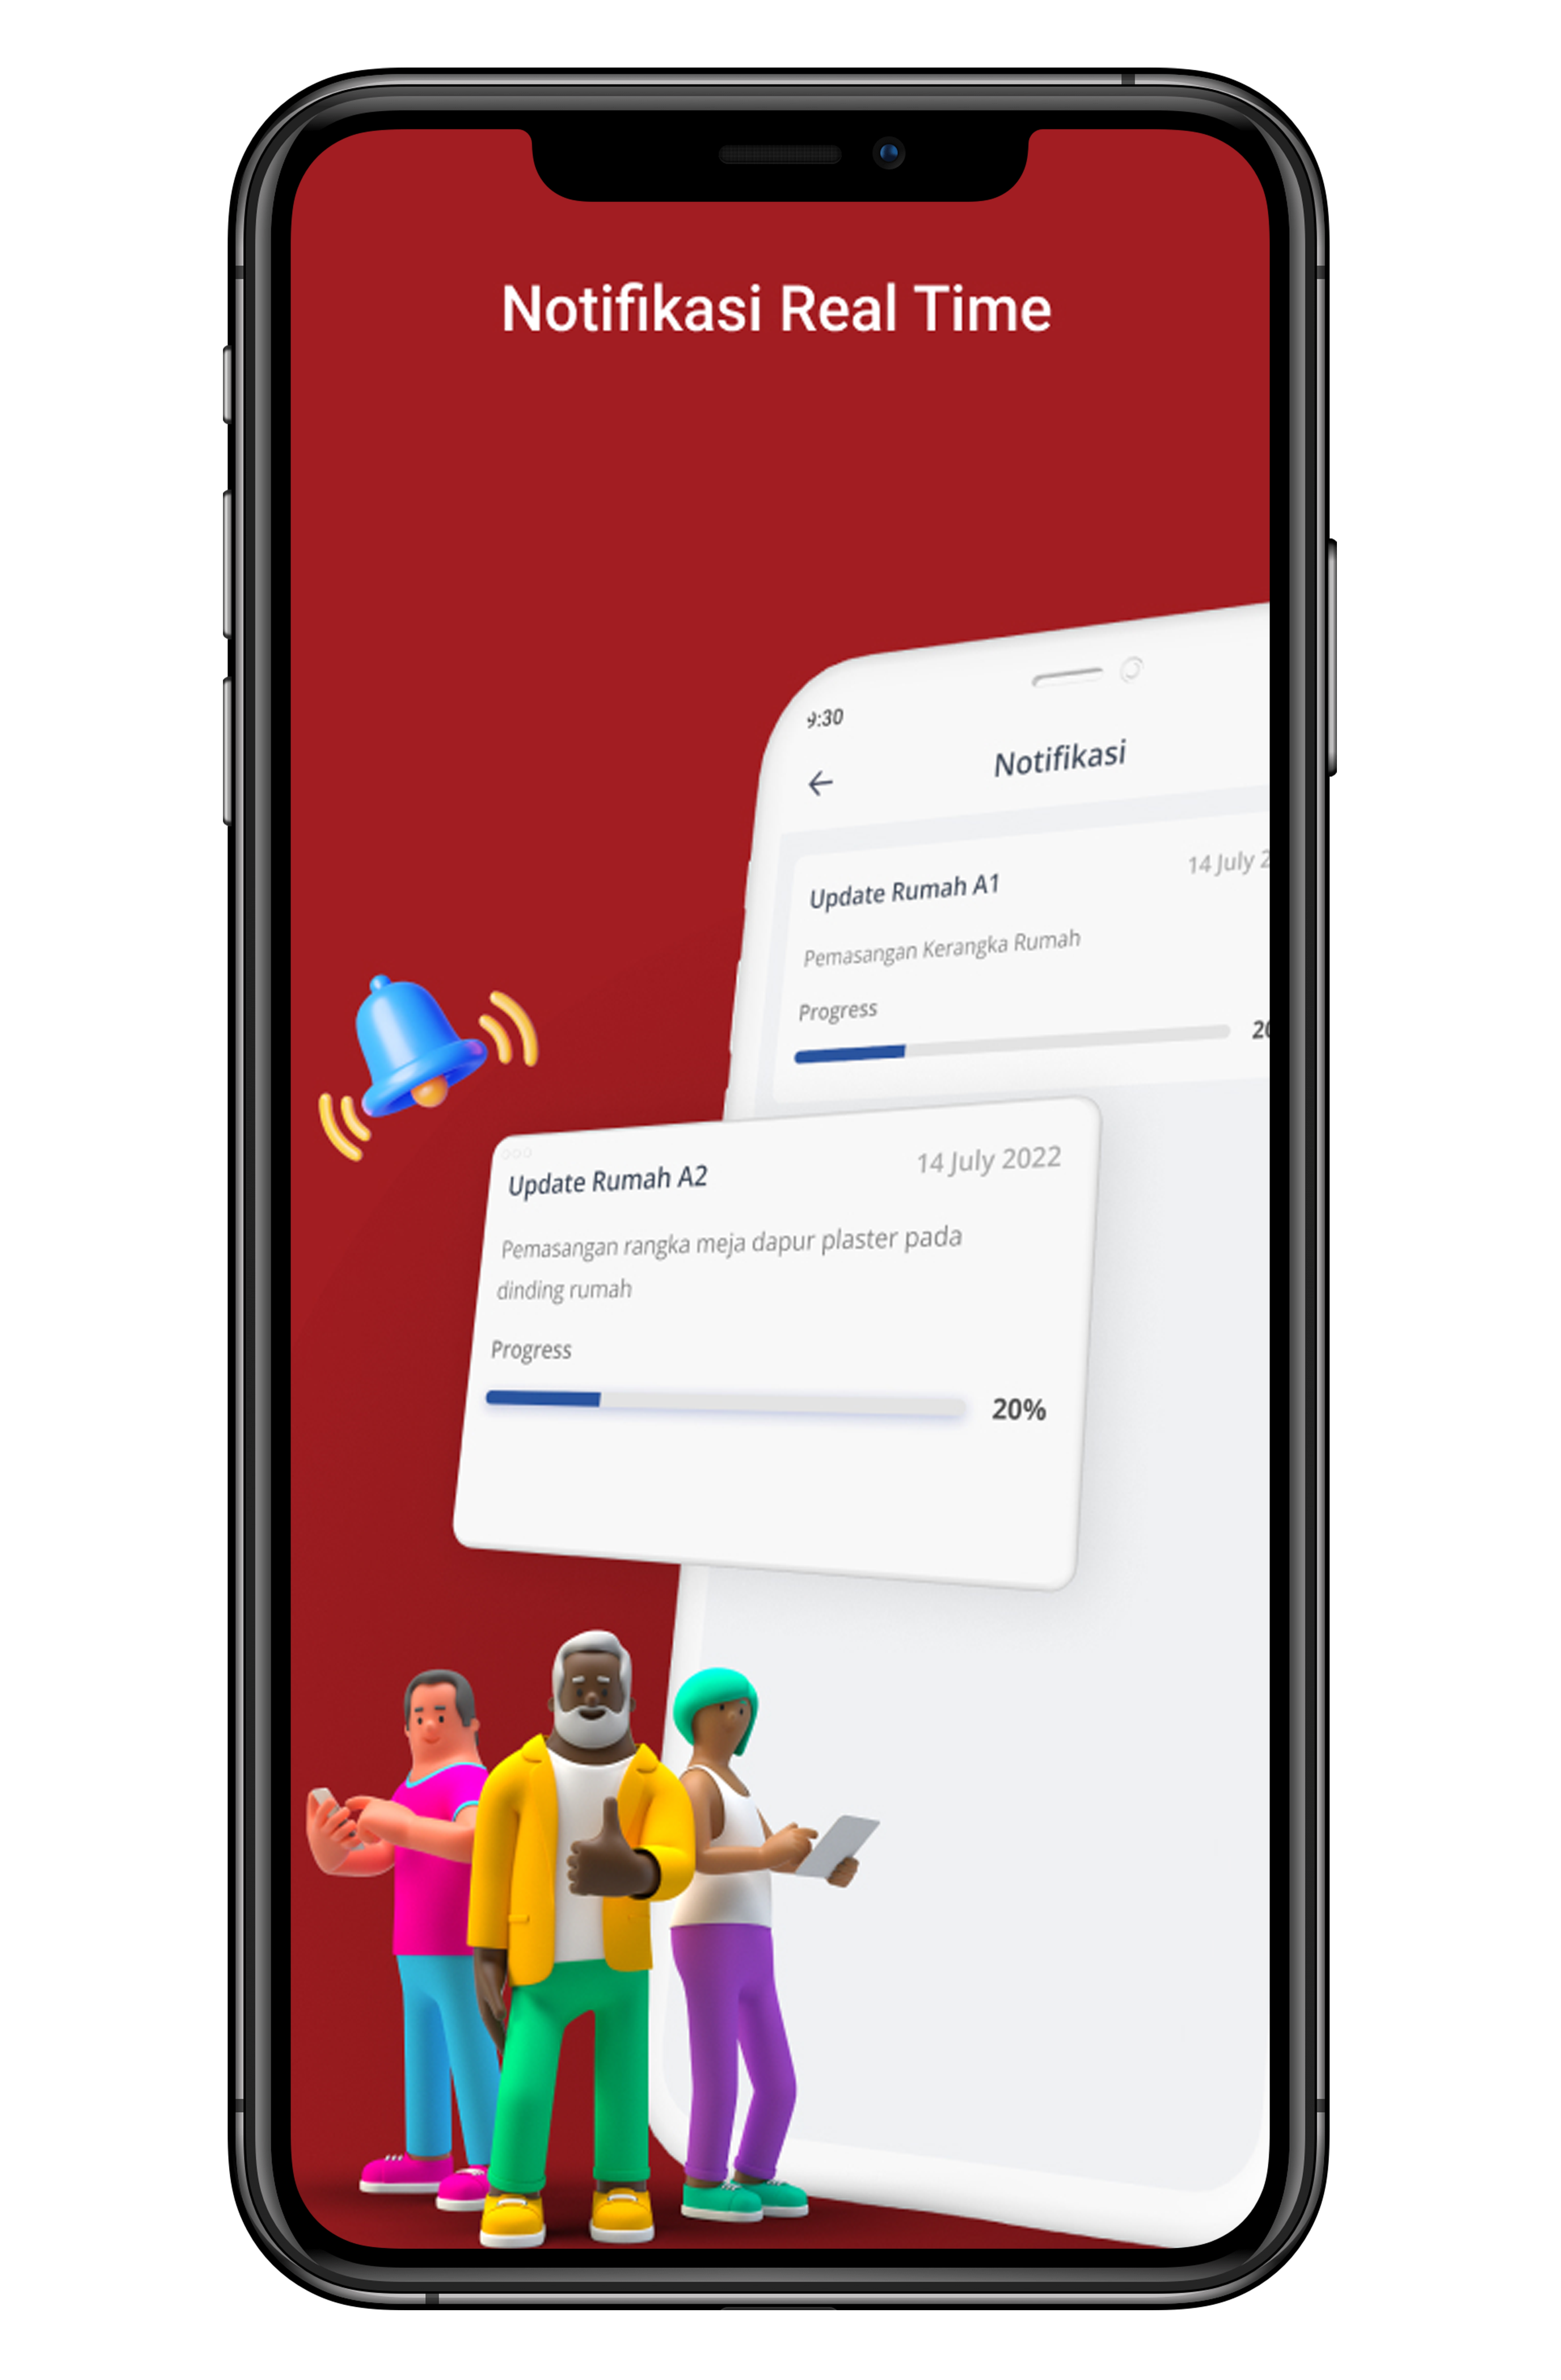 Notifikasi Real Time
9:30
Notifikasi
Update Rumah A1
14 July 2
Pemasangan Kerangka Rumah
Progress
20
Update Rumah A2
14 July 2022
Pemasangan rangka meja dapur plaster pada
dinding rumah
Progress
20%